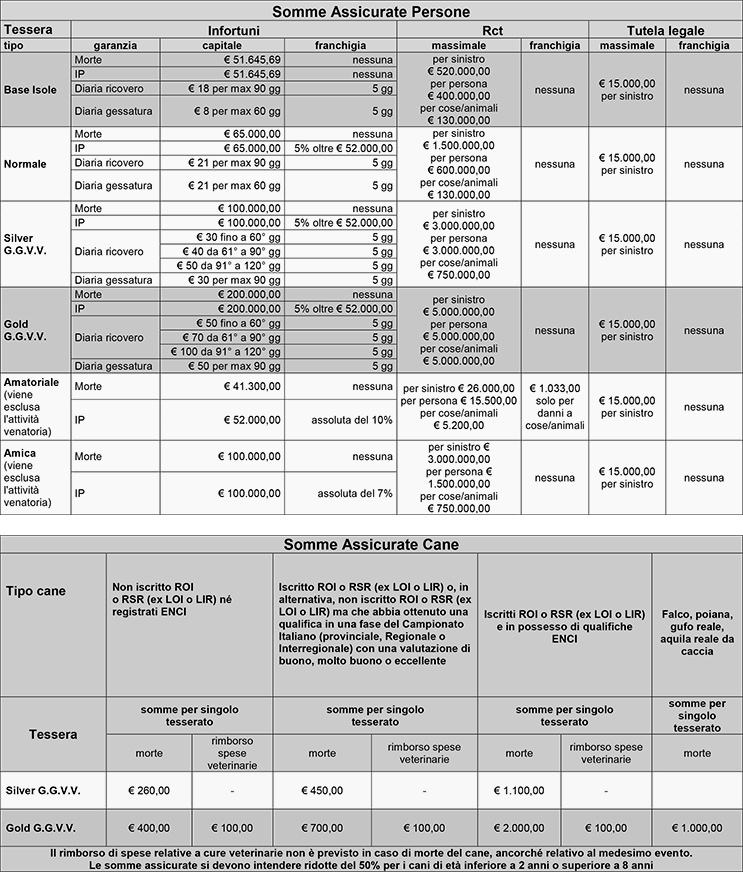 Somme Assicurate Persone
Tessera Infortuni Rct Tutela legale
tipo garanzia capitale franchigia massimale franchigia massimale franchigia
Base Isole
Morte € 51.645,69 nessuna
IP € 51.645,69 nessuna
Diaria ricovero € 18 per max 90 gg 5 gg
Diaria gessatura € 8 per max 60 gg 5 gg
per sinistro
€ 520.000,00
per persona
€ 400.000,00
per cose/animali
€ 130.000,00
nessuna
€ 15.000,00
per sinistro
nessuna
Normale
Morte € 65.000,00 nessuna
IP € 65.000,00 5% oltre € 52.000,00
Diaria ricovero € 21 per max 90 gg 5 gg
Diaria gessatura € 21 per max 60 gg 5 gg
per sinistro
€ 1.500.000,00
per persona
€ 600.000,00
per cose/animali
€ 130.000,00
nessuna
€ 15.000,00
per sinistro
nessuna
Silver
G.G.V.V.
Morte € 100.000,00 nessuna
IP € 100.000,00 5% oltre € 52.000,00
Diaria ricovero
€ 30 fino a 60° gg 5 gg
€ 40 da 61° a 90° gg 5 gg
€ 50 da 91° a 120° gg 5 gg
Diaria gessatura € 30 per max 90 gg 5 gg
per sinistro
€ 3.000.000,00
per persona
€ 3.000.000,00
per cose/animali
€ 750.000,00
nessuna
€ 15.000,00
per sinistro
nessuna
Gold
G.G.V.V.
Morte € 200.000,00 nessuna
IP € 200.000,00 5% oltre € 52.000,00
Diaria ricovero
€ 50 fino a 60° gg 5 gg
€ 70 da 61° a 90° gg 5 gg
€ 100 da 91° a 120° gg 5 gg
Diaria gessatura € 50 per max 90 gg 5 gg
per sinistro
€ 5.000.000,00
per persona
€ 5.000.000,00
per cose/animali
€ 5.000.000,00
nessuna
€ 15.000,00
per sinistro
nessuna
Amatoriale
(viene
esclusa
l'attività
venatoria)
Morte € 41.300,00 nessuna
IP € 52.000,00 assoluta del 10%
per sinistro € 26.000,00
per persona € 15.500,00
per cose/animali
€ 5.200,00
€ 1.033,00
solo per
danni a
cose/animali
€ 15.000,00
per sinistro
nessuna
Amica
(viene
esclusa
l'attività
venatoria)
Morte € 100.000,00 nessuna
IP € 100.000,00 assoluta del 7%
per sinistro €
3.000.000,00
per persona €
1.500.000,00
per cose/animali
€ 750.000,00
nessuna
€ 15.000,00
per sinistro
nessuna
Somme Assicurate Cane
Tipo cane
Non iscritto ROI
o RSR (ex LOI o LIR) né
registrati ENCI
Iscritto ROI o RSR (ex LOI o LIR) o, in
alternativa, non iscritto ROI o RSR (ex
LOI o LIR) ma che abbia ottenuto una
qualifica in una fase del Campionato
Italiano (provinciale, Regionale o
Interregionale) con una valutazione di
buono, molto buono o eccellente
Iscritti ROI o RSR (ex LOI o LIR)
e in possesso di qualifiche
ENCI
Falco, poiana,
gufo reale,
aquila reale da
caccia
Tessera
somme per singolo
tesserato
somme per singolo
tesserato
somme per singolo
tesserato
somme per
singolo
tesserato
morte
rimborso
spese
veterinarie
morte
rimborso spese
veterinarie
morte
rimborso spese
veterinarie
morte
Silver G.G.V.V. € 260,00 - € 450,00 - € 1.100,00 -
Gold G.G.V.V. € 400,00 € 100,00 € 700,00 € 100,00 € 2.000,00 € 100,00 € 1.000,00
Il rimborso di spese relative a cure veterinarie non è previsto in caso di morte del cane, ancorché relativo al medesimo evento.
Le somme assicurate si devono intendere ridotte del 50% per i cani di età inferiore a 2 anni o superiore a 8 anni